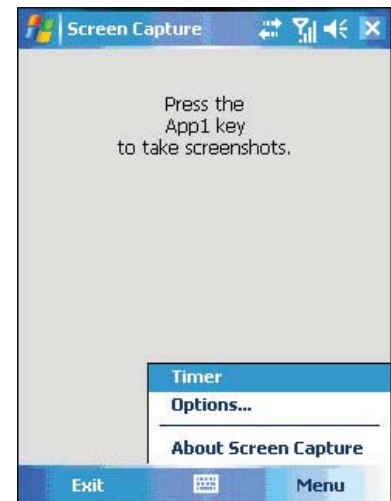 Screen Capture
Press the
App1 key
to take screenshots.
Timer
Options...
About Screen Capture
Exit
Menu